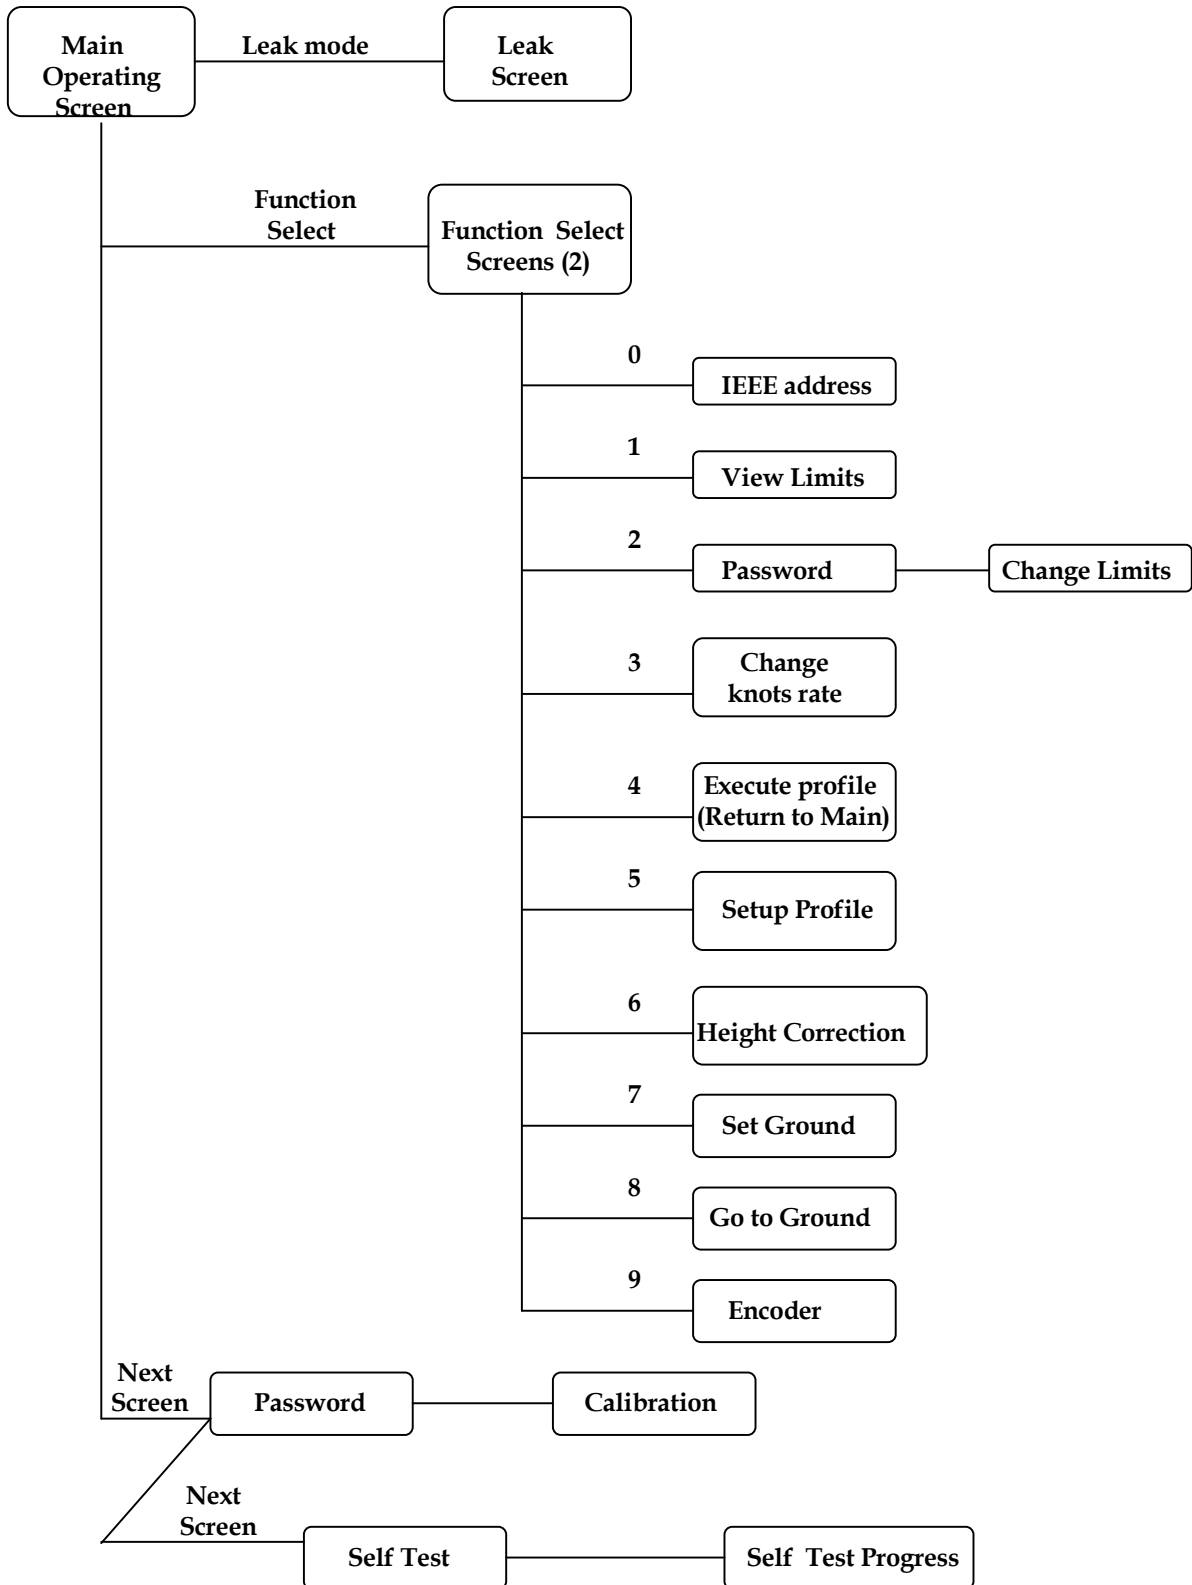 Main
Operating
Screen
Leak mode
Leak
Screen
Function
Select
Function Select
Screens (2)
0
IEEE address
1
View Limits
2
Password
Change Limits
3
Change
knots rate
4
Execute profile
(Return to Main)
5
Setup Profile
6
Height Correction
7
Set Ground
8
Go to Ground
9
Encoder
Next
Screen
Password
Calibration
Next
Screen
Self Test
Self Test Progress